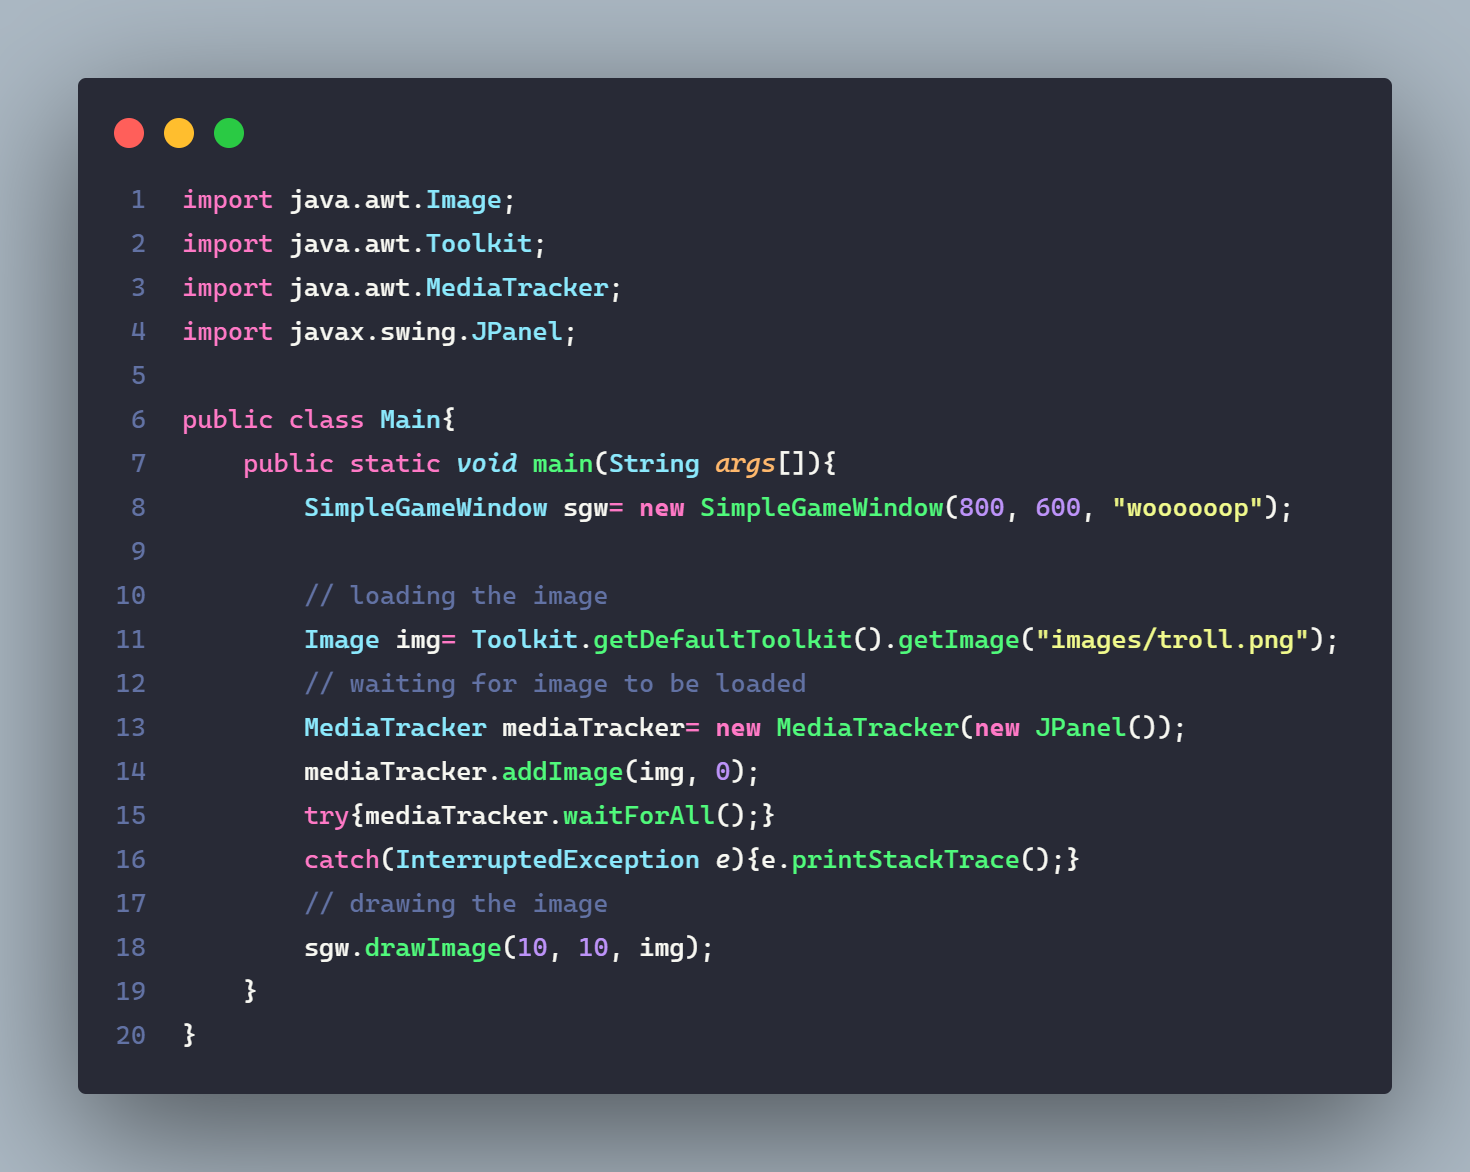 1 import java.awt.Image;
2 import java.awt.Toolkit;
3 import java.awt.MediaTracker;
4 import javax.swing.JPanel;
5
6 public class Main{
7     public static void main(String args[]){
8         SimpleGameWindow sgw= new SimpleGameWindow(800, 600, "woooooop");
9
10         // loading the image
11         Image img= Toolkit.getDefaultToolkit().getImage("images/troll.png");
12         // waiting for image to be loaded
13         MediaTracker mediaTracker= new MediaTracker(new JPanel());
14         mediaTracker.addImage(img, 0);
15         try{mediaTracker.waitForAll();}
16         catch(InterruptedException e){e.printStackTrace();}
17         // drawing the image
18         sgw.drawImage(10, 10, img);
19     }
20 }